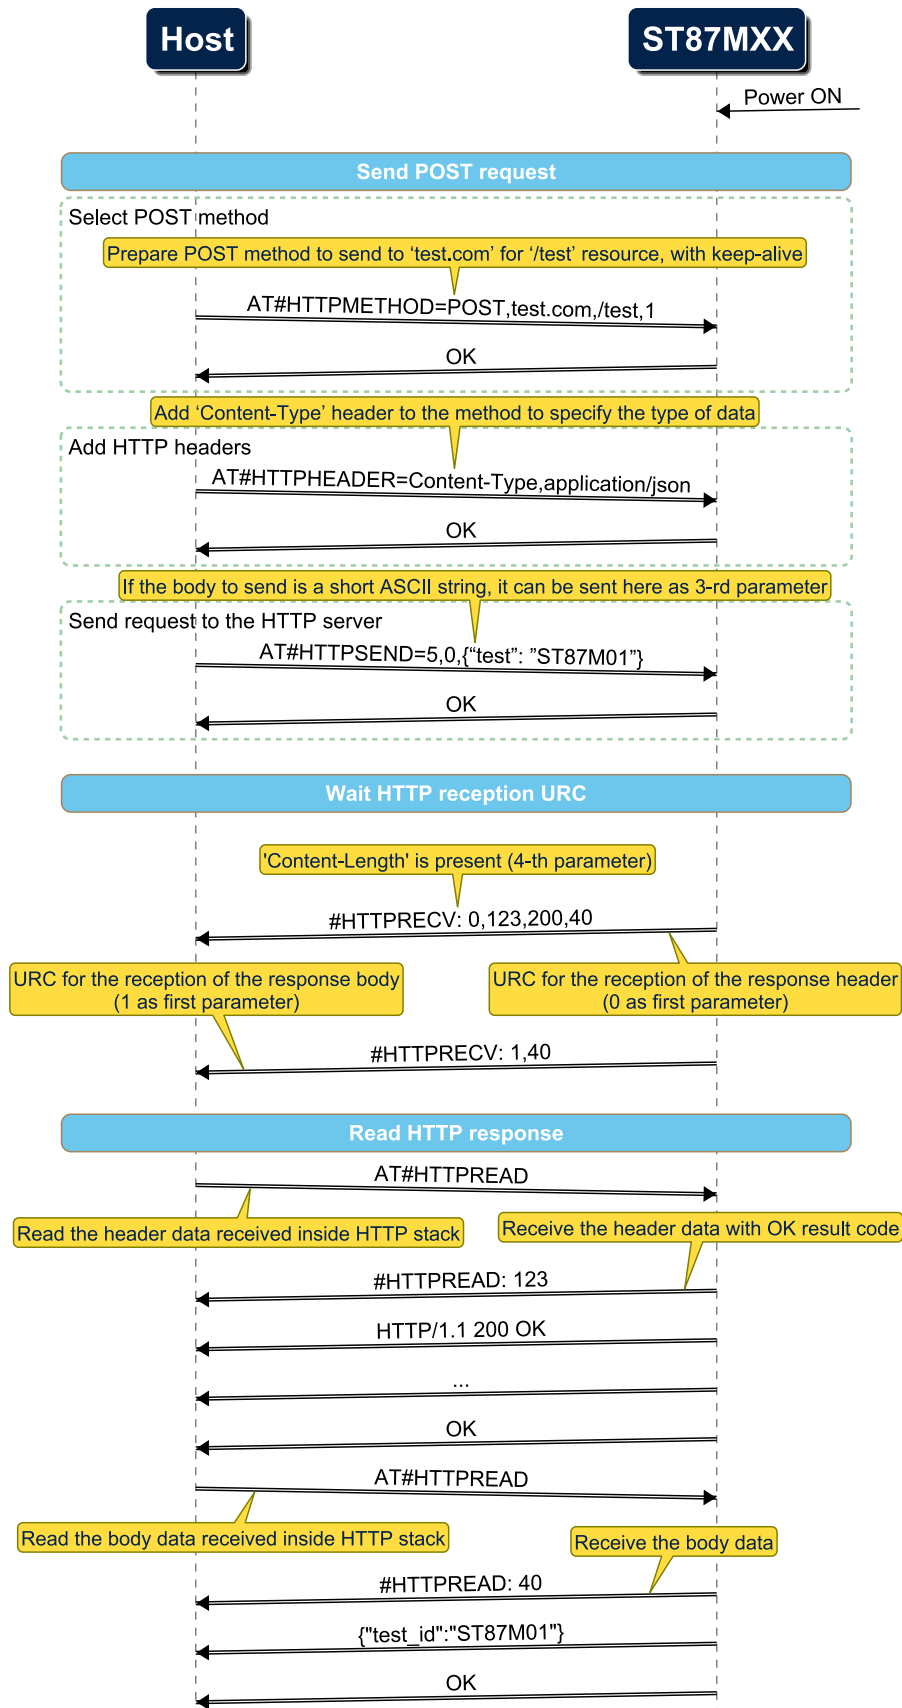 Host
ST87MXX
Power ON
Send POST request
Select POST method
Prepare POST method to send to ‘test.com’ for ‘/test’ resource, with keep-alive
AT#HTTPMETHOD=POST,test.com,/test,1
OK
Add ‘Content-Type’ header to the method to specify the type of data
Add HTTP headers
AT#HTTPHEADER=Content-Type,application/json
OK
If the body to send is a short ASCII string, it can be sent here as 3-rd parameter
Send request to the HTTP server
AT#HTTPSEND=5,0,{“test”: ”ST87M01”}
OK
Wait HTTP reception URC
'Content-Length' is present (4-th parameter)
#HTTPRECV: 0,123,200,40
URC for the reception of the response body
(1 as first parameter)
URC for the reception of the response header
(0 as first parameter)
#HTTPRECV: 1,40
Read HTTP response
AT#HTTPREAD
Read the header data received inside HTTP stack
Receive the header data with OK result code
#HTTPREAD: 123
HTTP/1.1 200 OK
...
OK
AT#HTTPREAD
Read the body data received inside HTTP stack
Receive the body data
#HTTPREAD: 40
{"test_id":"ST87M01"}
OK